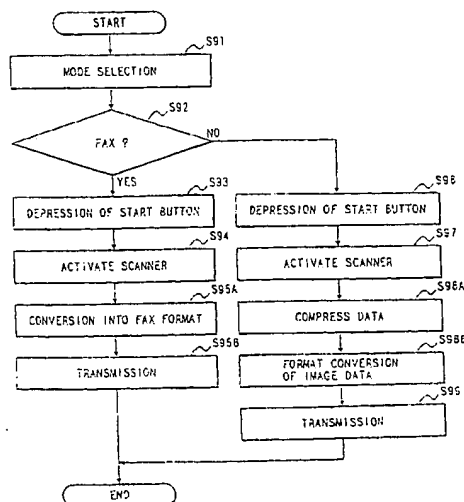 START
S91
MODE SELECTION
S92
FAX ?
NO
YES
S93
DEPRESSION OF START BUTTON
S94
ACTIVATE SCANNER
S95A
CONVERSION INTO FAX FORMAT
S95B
TRANSMISSION
S96
DEPRESSION OF START BUTTON
S97
ACTIVATE SCANNER
S98A
COMPRESS DATA
S98B
FORMAT CONVERSION
OF IMAGE DATA
S99
TRANSMISSION
END